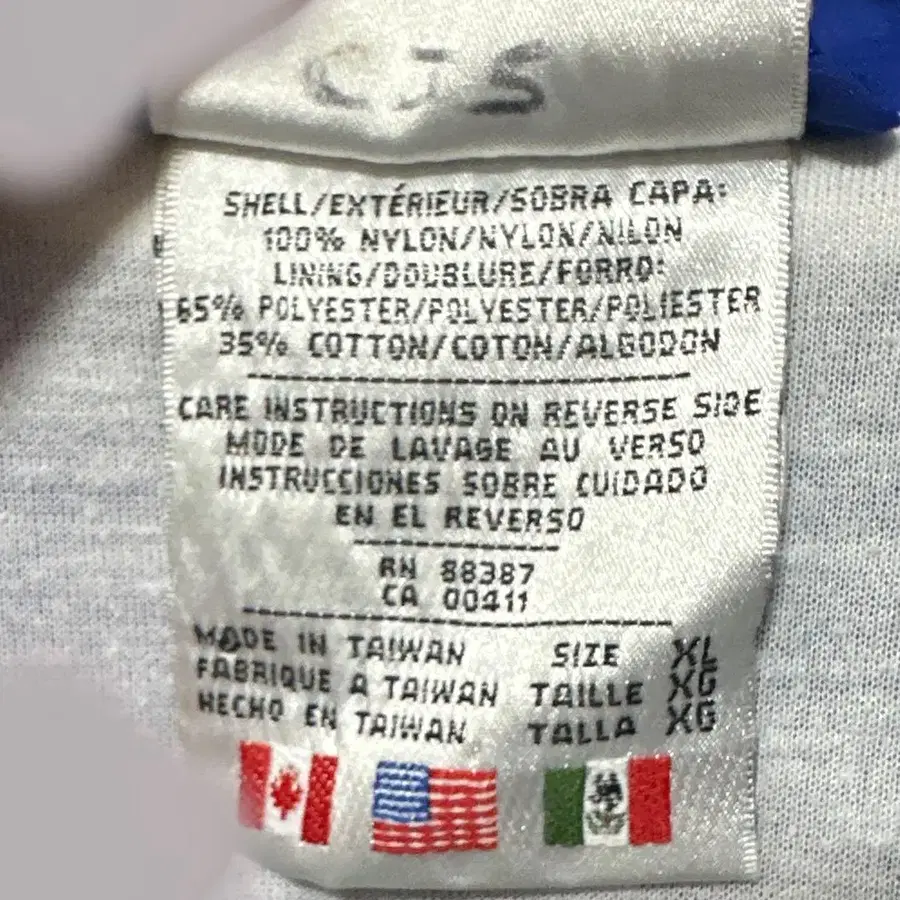 CJS
SHELL/EXTÉRIEUR/SOBRA CAPA:
100% NYLON/NYLON/NILON
LINING/DOUBLURE/FORRO:
65% POLYESTER/POLYESTER/POLIESTER
35% COTTON/COTON/ALGODON
CARE INSTRUCTIONS ON REVERSE SIDE
MODE DE LAVAGE AU VERSO
INSTRUCCIONES SOBRE CUIDADO
EN EL REVERSO
RN 88387
CA 00411
MADE IN TAIWAN SIZE XL
FABRIQUE A TAIWAN TAILLE XG
HECHO EN TAIWAN TALLA XG